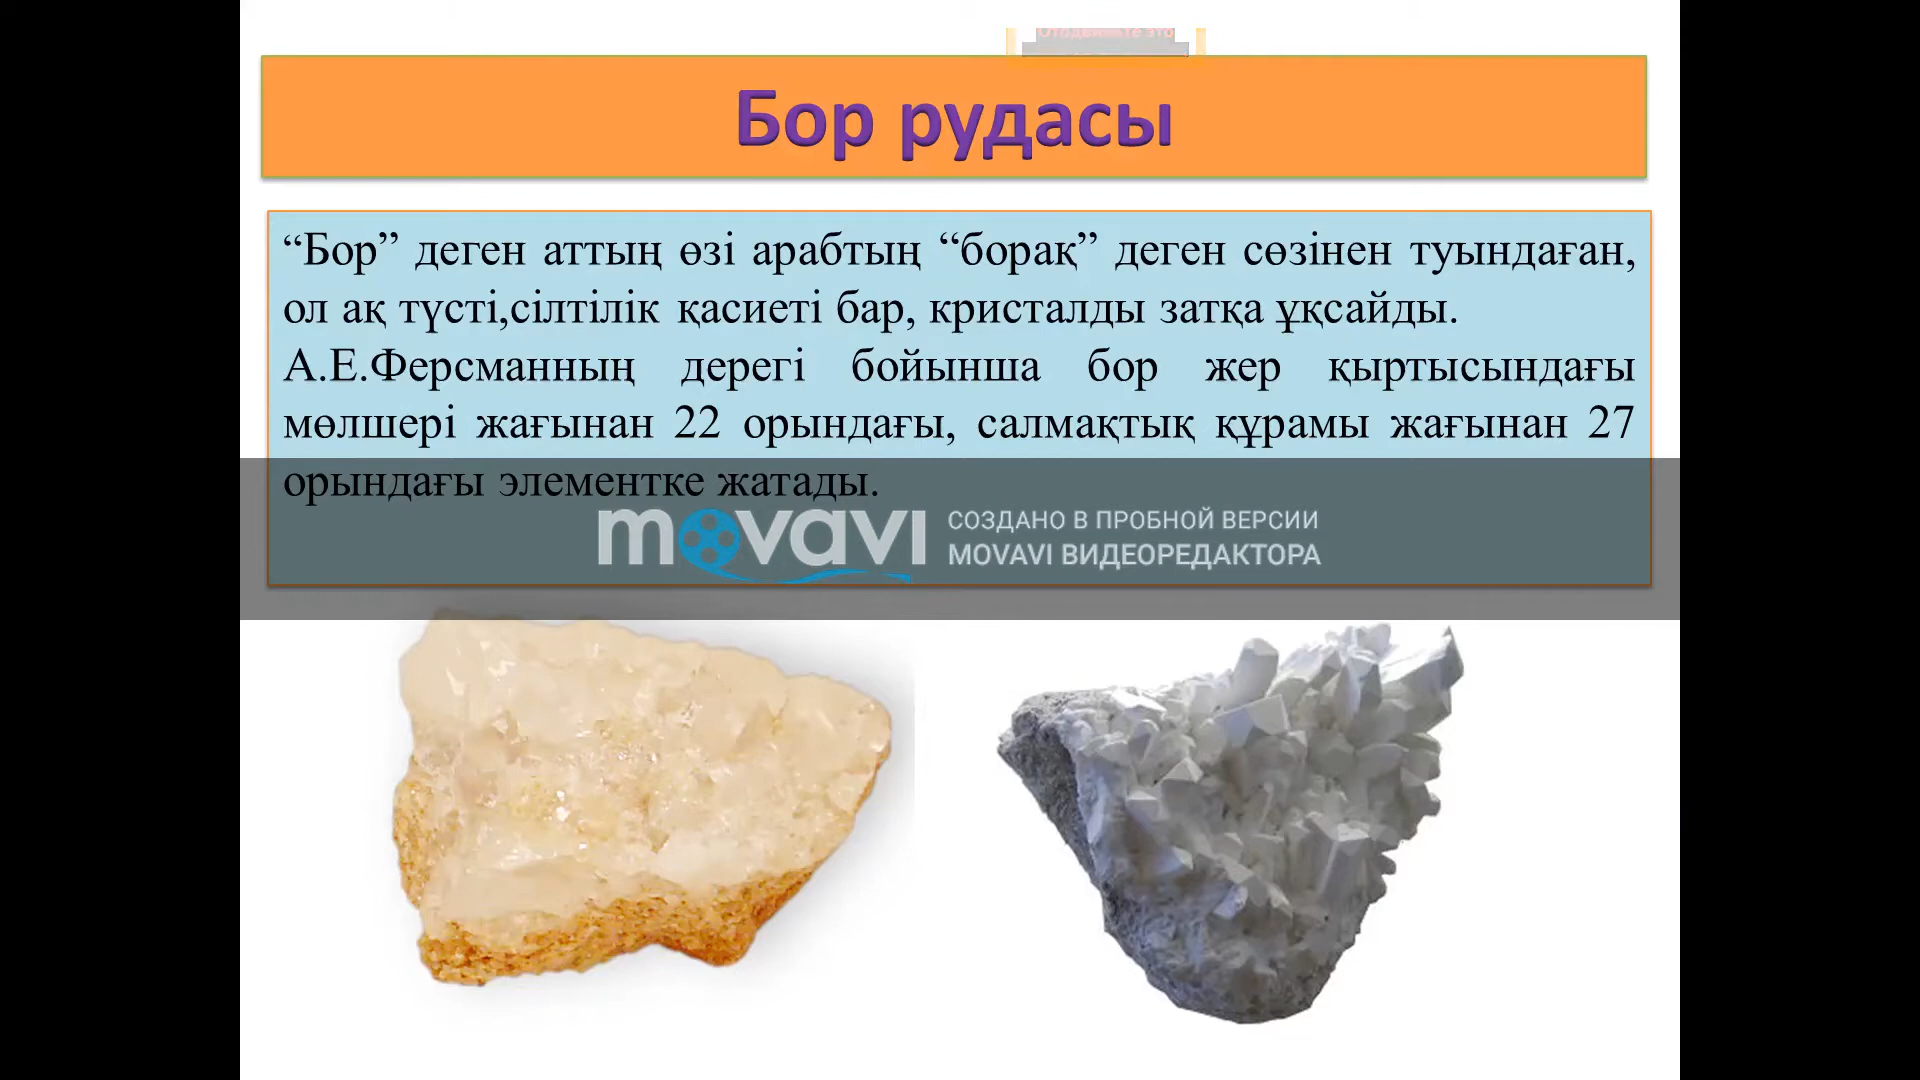 Отодвиньте это
Бор рудасы
“Бор” деген аттың өзі арабтың “борақ” деген сөзінен туындаған,
ол ақ түсті,сілтілік қасиеті бар, кристалды затқа ұқсайды.
А.Е.Ферсманның дерегі бойынша бор жер қыртысындағы
мөлшері жағынан 22 орындағы, салмақтық құрамы жағынан 27
орындағы элементке жатады.
movavi
СОЗДАНО В ПРОБНОЙ ВЕРСИИ
MOVAVI ВИДЕОРЕДАКТОРА